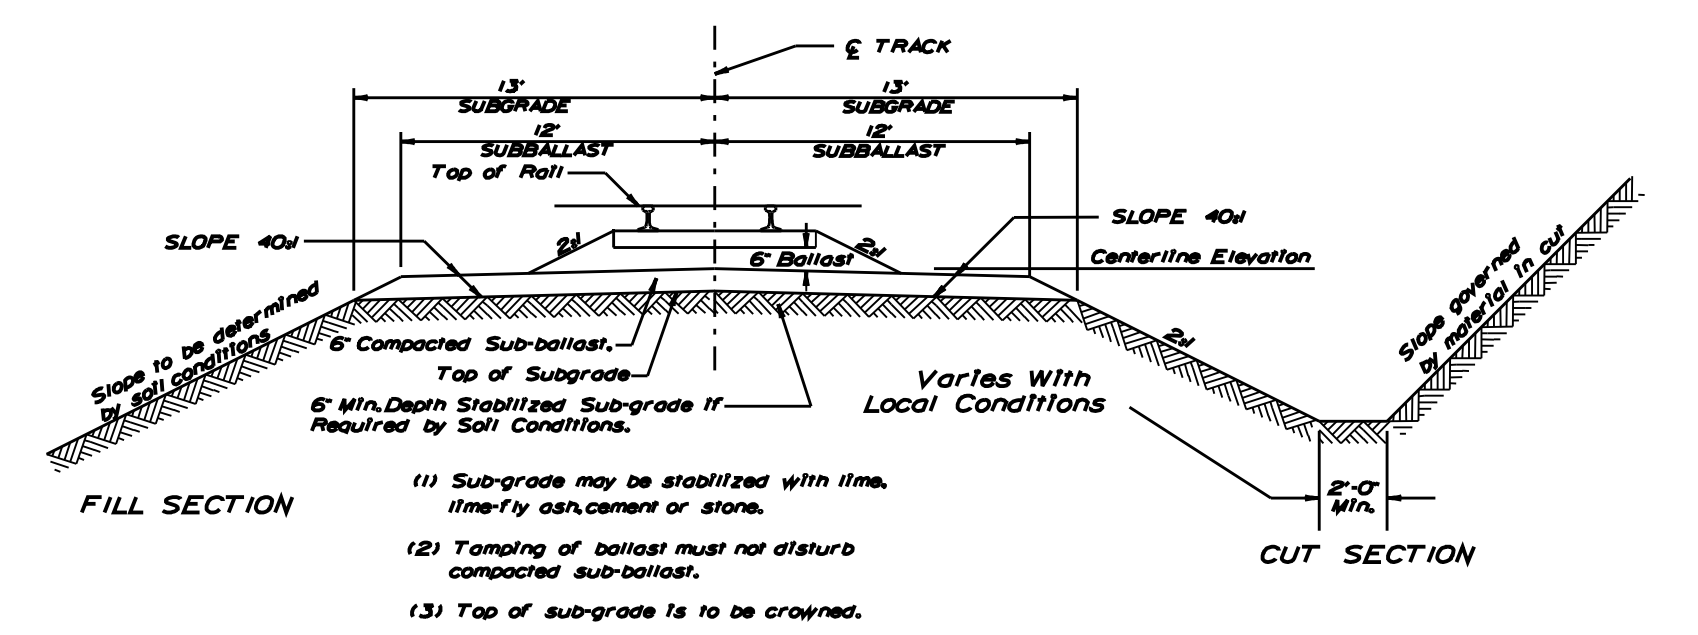 ℄ TRACK
13' 13'
SUBGRADE SUBGRADE
12' 12'
SUBBALLAST SUBBALLAST
Top of Rail
SLOPE 40:1 2:1 2:1 SLOPE 40:1
6" Ballast Centerline Elevation
Slope to be determined
by soil conditions
Slope governed
by material in cut
6" Compacted Sub-ballast.
2:1
Top of Subgrade
Varies With
Local Conditions
6" Min. Depth Stabilized Sub-grade if
Required by Soil Conditions.
(1) Sub-grade may be stabilized with lime,
lime-fly ash, cement or stone.
FILL SECTION
2'-0"
Min.
(2) Tamping of ballast must not disturb
compacted sub-ballast.
CUT SECTION
(3) Top of sub-grade is to be crowned.